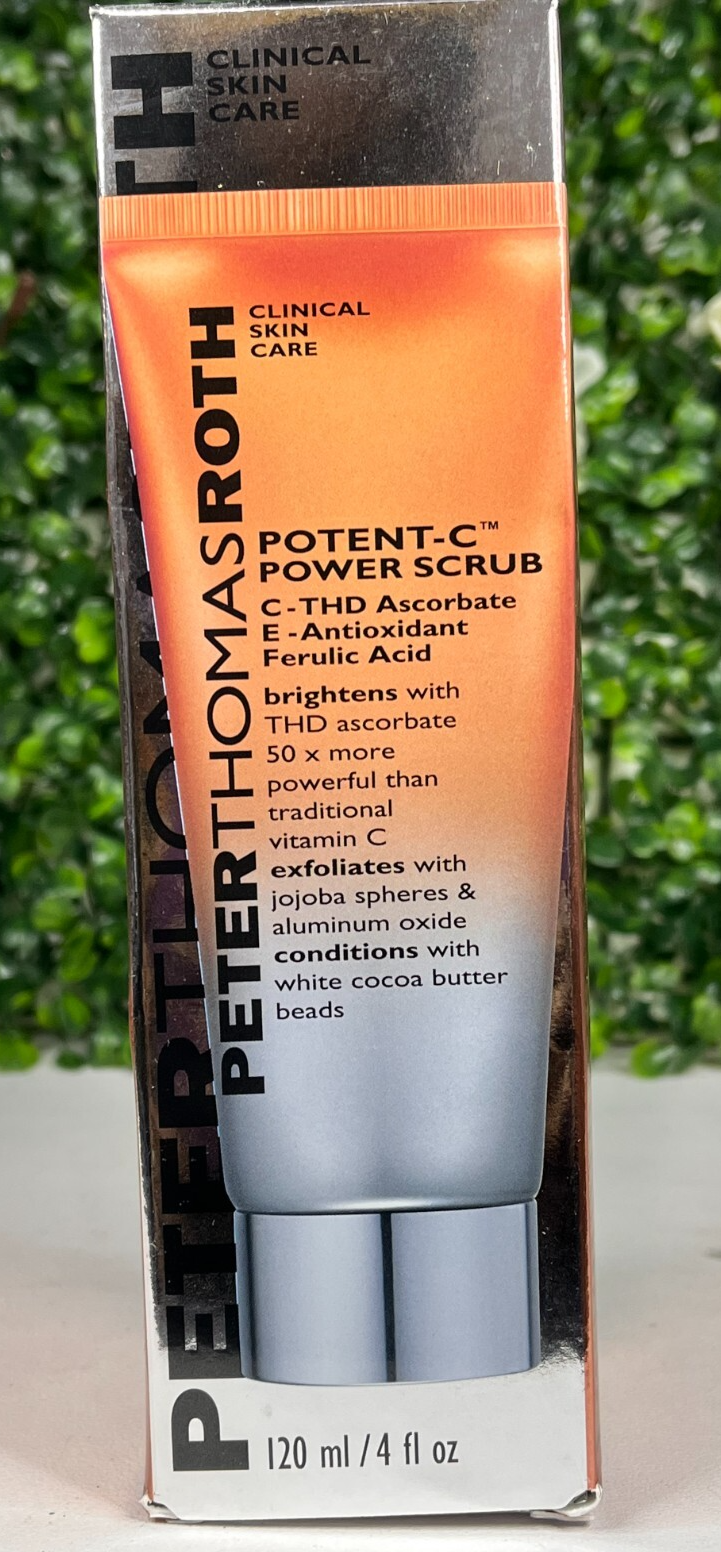 CLINICAL
SKIN
CARE
PETERTHOMASROTH
CLINICAL
SKIN
CARE
PETERTHOMASROTH
POTENT-C™
POWER SCRUB
C-THD Ascorbate
E-Antioxidant
Ferulic Acid
brightens with
THD ascorbate
50 x more
powerful than
traditional
vitamin C
exfoliates with
jojoba spheres &
aluminum oxide
conditions with
white cocoa butter
beads
120 ml / 4 fl oz